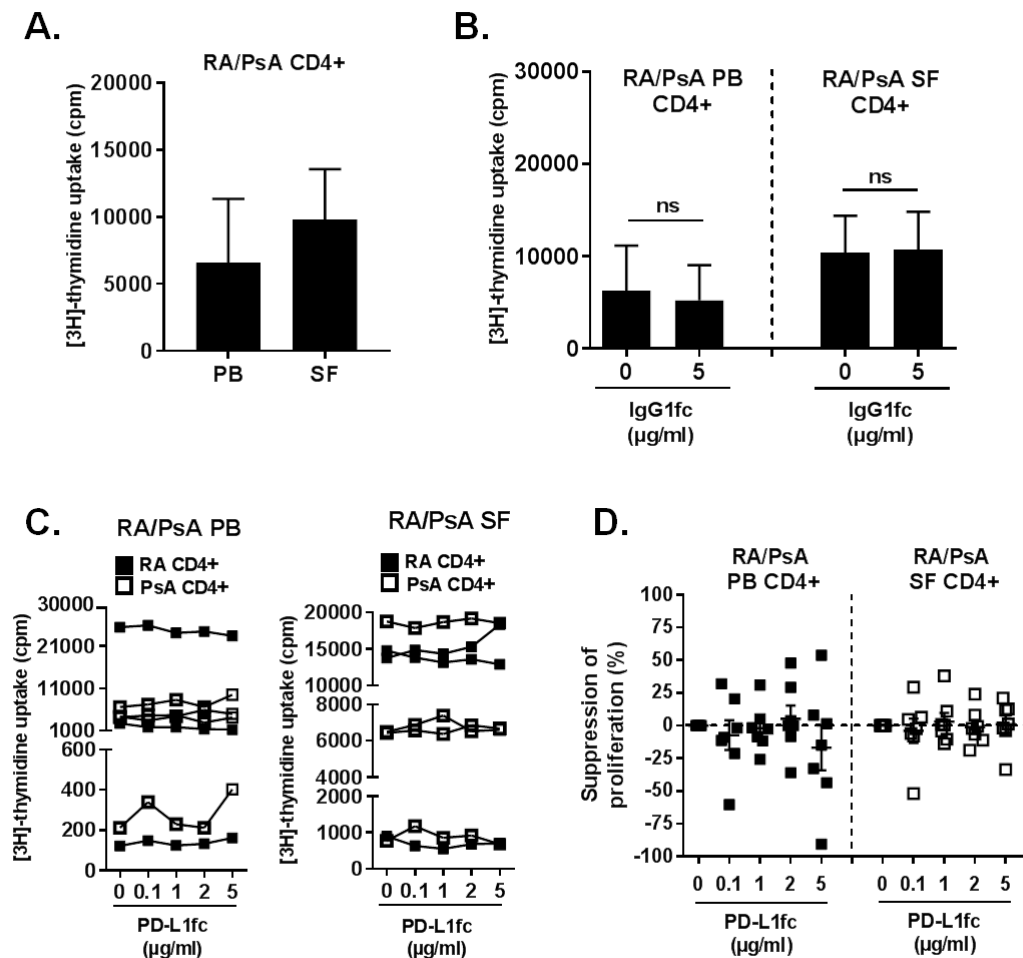 A.
RA/PsA CD4+
[3H]-thymidine uptake (cpm)
20000
15000
10000
5000
0
PB SF
B.
[3H]-thymidine uptake (cpm)
30000
20000
10000
0
RA/PsA PB
CD4+
RA/PsA SF
CD4+
ns
ns
0 5
IgG1fc
(µg/ml)
0 5
IgG1fc
(µg/ml)
C.
RA/PsA PB
RA CD4+
PsA CD4+
[3H]-thymidine uptake (cpm)
30000
21000
11000
1000
600
400
200
0
0 0.1 1 2 5
PD-L1fc
(µg/ml)
RA/PsA SF
RA CD4+
PsA CD4+
[3H]-thymidine uptake (cpm)
20000
15000
10000
8000
6000
4000
2000
1000
0
0 0.1 1 2 5
PD-L1fc
(µg/ml)
D.
RA/PsA
PB CD4+
RA/PsA
SF CD4+
Suppression of
proliferation (%)
100
75
50
25
0
-25
-50
-75
-100
0 0.1 1 2 5
PD-L1fc
(µg/ml)
0 0.1 1 2 5
PD-L1fc
(µg/ml)